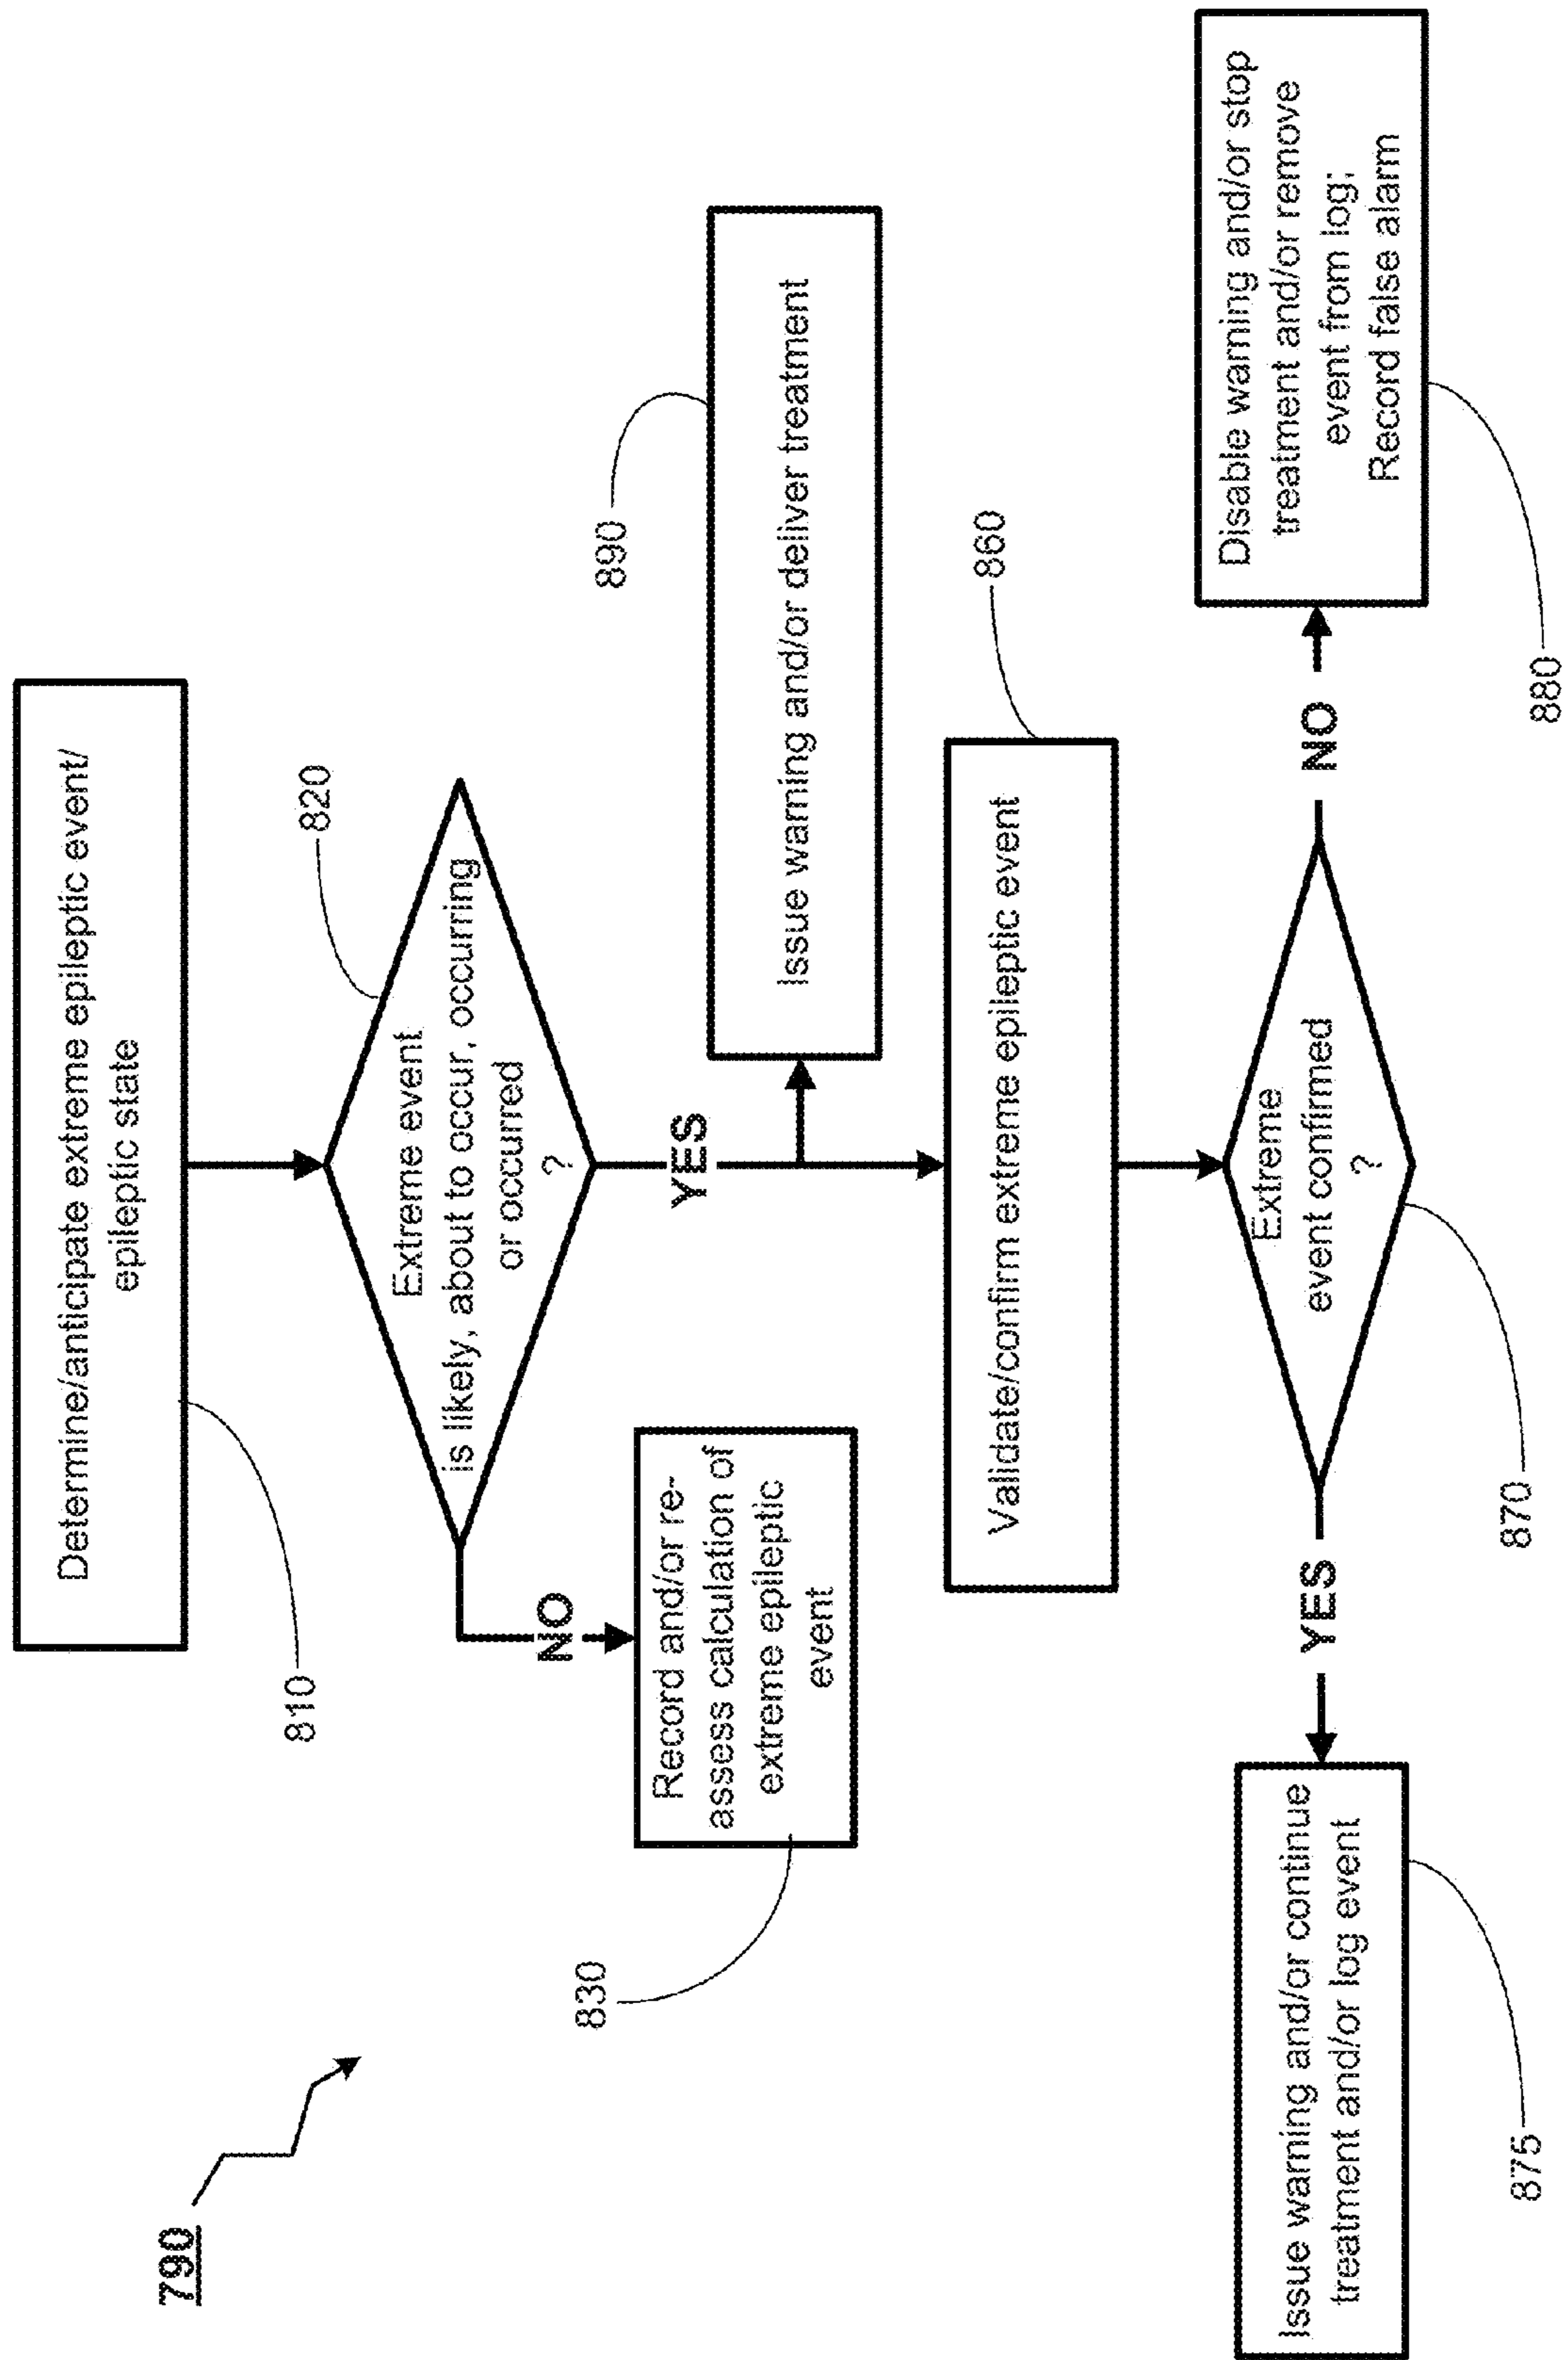 790
Determine/anticipate extreme epileptic event/
epileptic state
810
820
Extreme event
is likely, about to occur, occurring
or occurred
?
NO
YES
Record and/or re-
assess calculation of
extreme epileptic
event
830
890
Issue warning and/or deliver treatment
Validate/confirm extreme epileptic event
860
Extreme
event confirmed
?
870
YES
NO
Issue warning and/or continue
treatment and/or log event
875
Disable warning and/or stop
treatment and/or remove
event from log;
Record false alarm
880